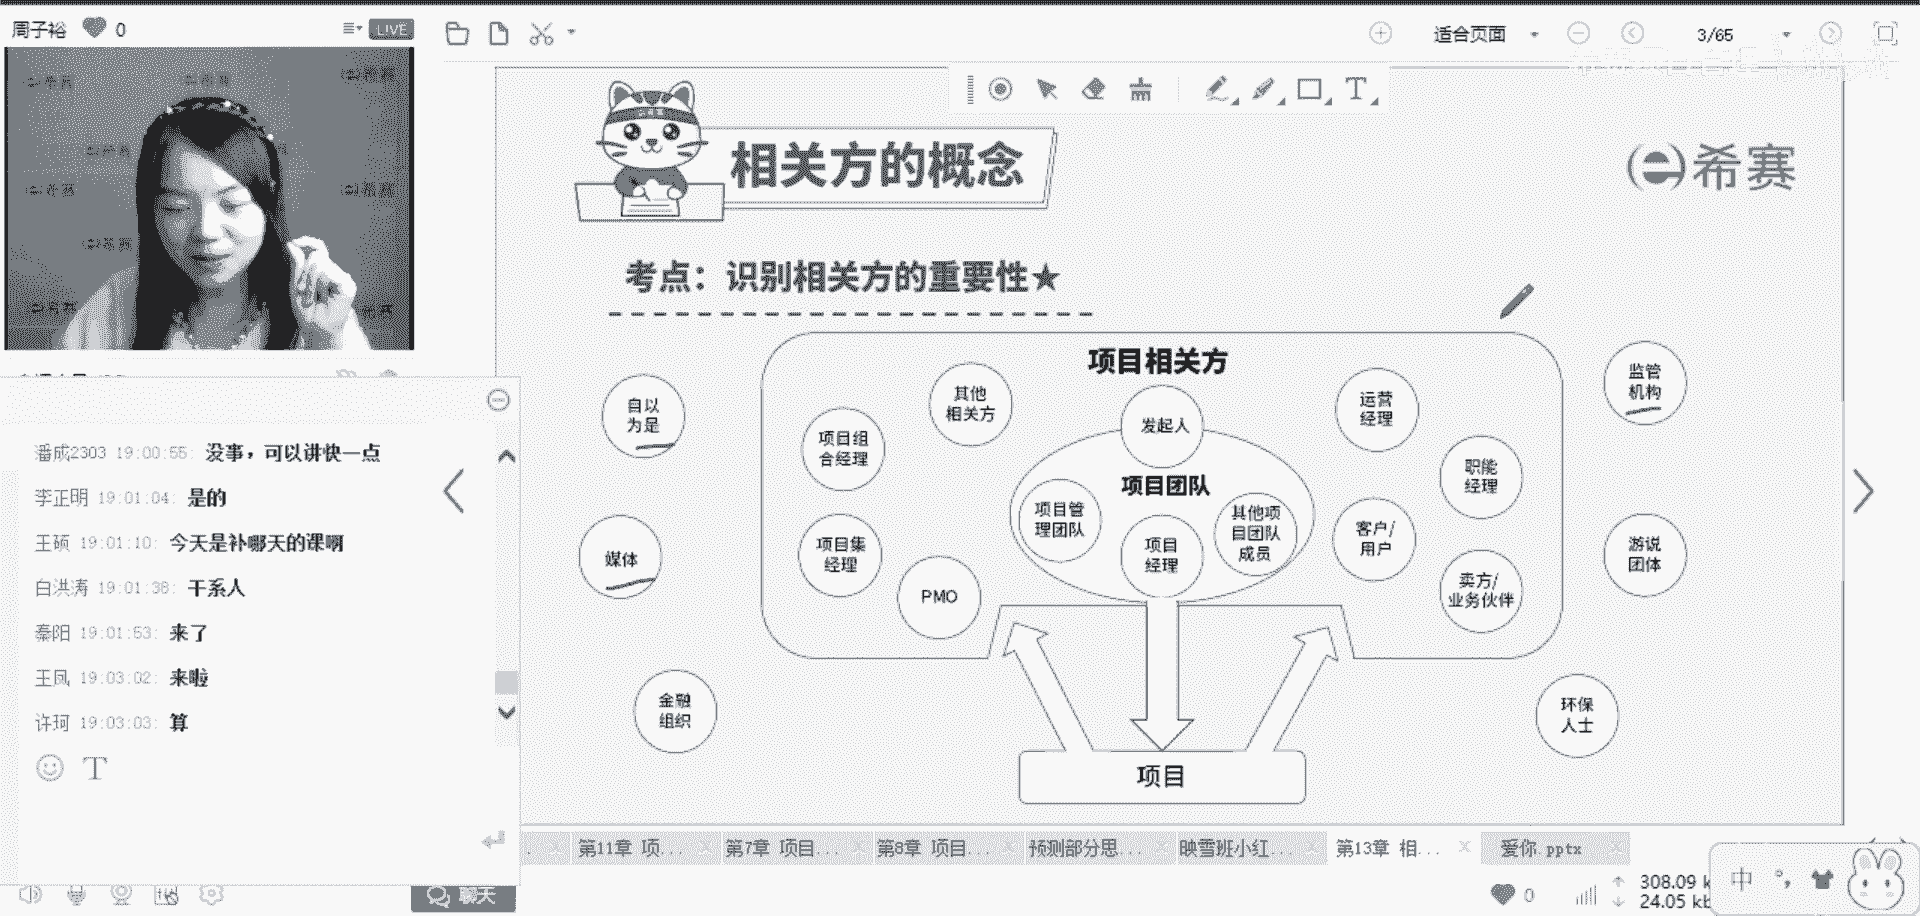 周子裕 0
LIVE
适合页面
3/65
相关方的概念
希赛
考点：识别相关方的重要性★
项目相关方
自以
为是
其他
相关方
发起人
运营
经理
监管
机构
项目组
合经理
职能
经理
项目团队
项目管
理团队
项目
经理
其他项
目团队
成员
客户/
用户
媒体
项目集
经理
PMO
卖方/
业务伙伴
游说
团体
金融
组织
环保
人士
项目
潘成2303 19:00:55: 没事，可以讲快一点
李正明 19:01:04: 是的
王硕 19:01:10: 今天是补哪天的课啊
白洪涛 19:01:38: 干系人
秦阳 19:01:53: 来了
王凤 19:03:02: 来啦
许珂 19:03:03: 算
T
聊天
第11章 项...
第7章 项目...
第8章 项目...
预测部分思...
映雪班小红...
第13章 相...
爱你.pptx
0
308.09 k
24.05 kb
中